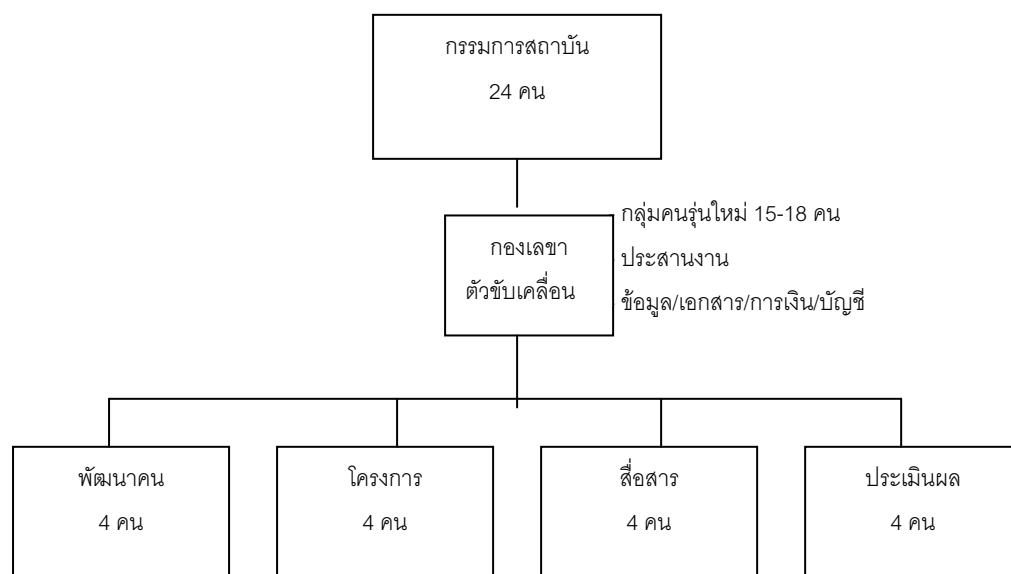 กรรมการสถาบัน
24 คน
กองเลขา
ตัวขับเคลื่อน
- กลุ่มคนรุ่นใหม่ 15-18 คน
- ประสานงาน
- ข้อมูล/เอกสาร/การเงิน/บัญชี
พัฒนาคน
4 คน
โครงการ
4 คน
สื่อสาร
4 คน
ประเมินผล
4 คน